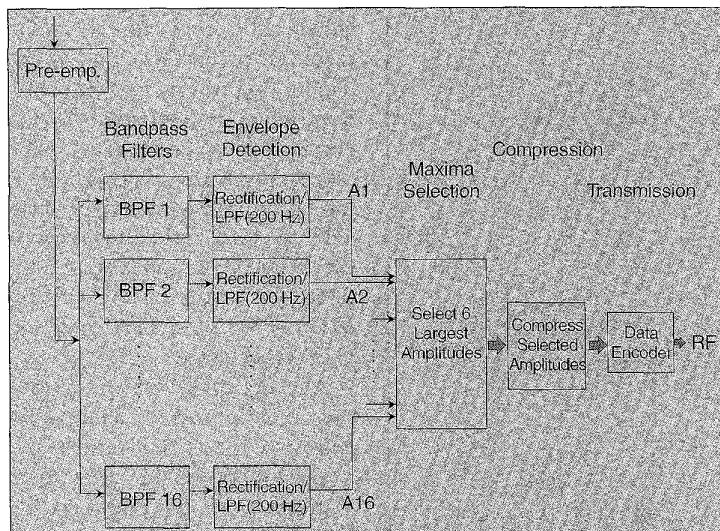 Pre-emp.
Bandpass
Filters
Envelope
Detection
Maxima
Selection
Compression
Transmission
BPF 1
Rectification/
LPF(200 Hz)
A1
BPF 2
Rectification/
LPF(200 Hz)
A2
Select 6
Largest
Amplitudes
Compress
Selected
Amplitudes
Data
Encoder
RF
BPF 16
Rectification/
LPF(200 Hz)
A16